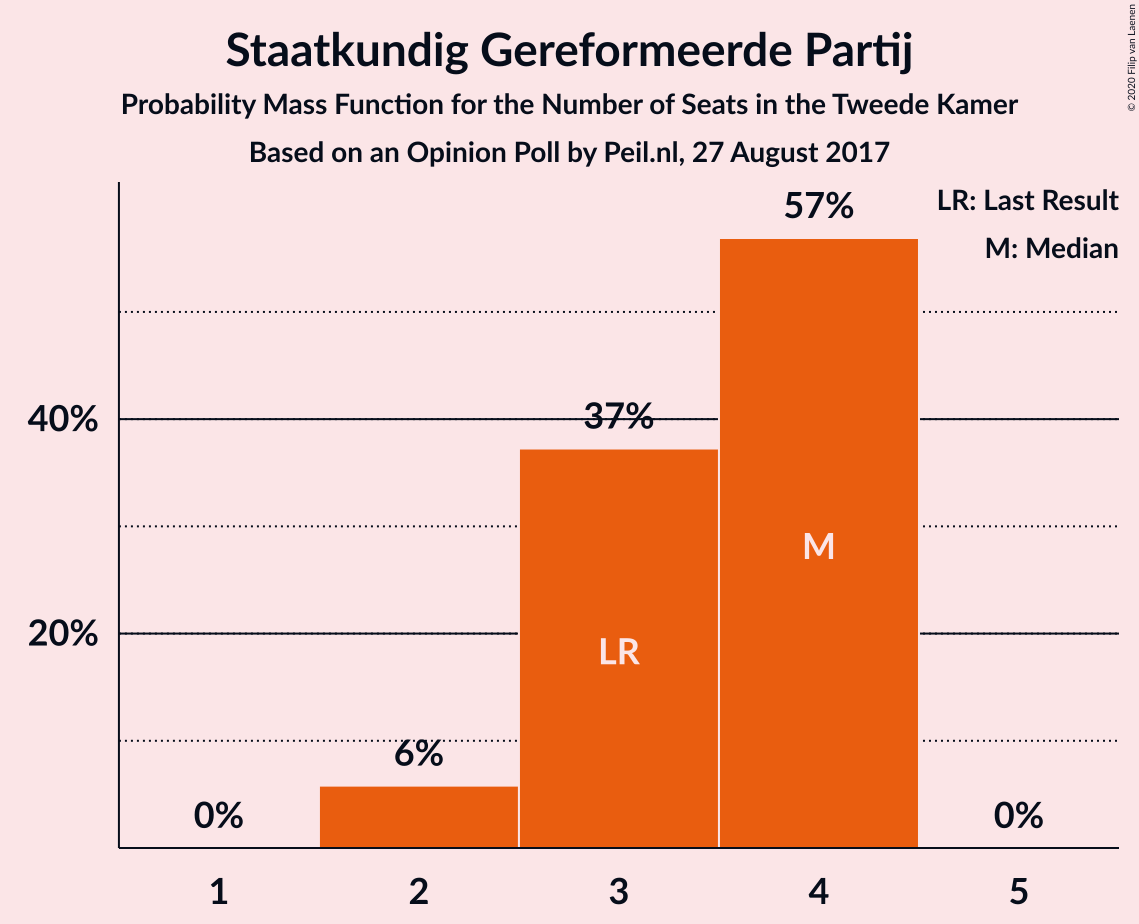 Staatkundig Gereformeerde Partij
Probability Mass Function for the Number of Seats in the Tweede Kamer
Based on an Opinion Poll by Peil.nl, 27 August 2017
© 2020 Filip van Laenen
LR: Last Result
M: Median
57%
40%
37%
M
20%
LR
6%
0%
0%
1
2
3
4
5